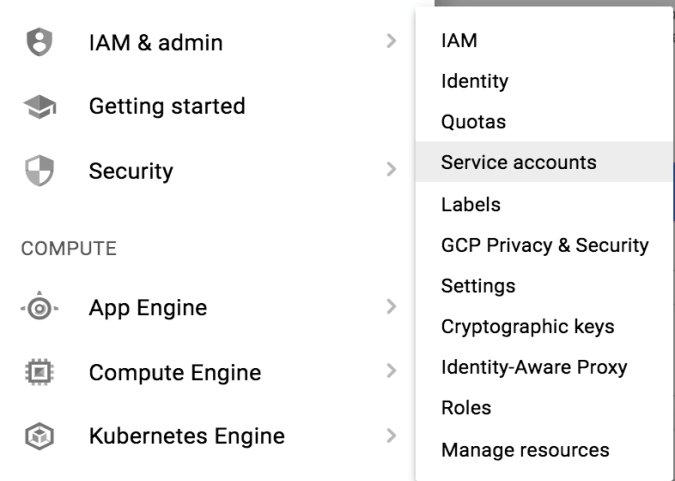 IAM & admin
Getting started
Security
COMPUTE
App Engine
Compute Engine
Kubernetes Engine
IAM
Identity
Quotas
Service accounts
Labels
GCP Privacy & Security
Settings
Cryptographic keys
Identity-Aware Proxy
Roles
Manage resources